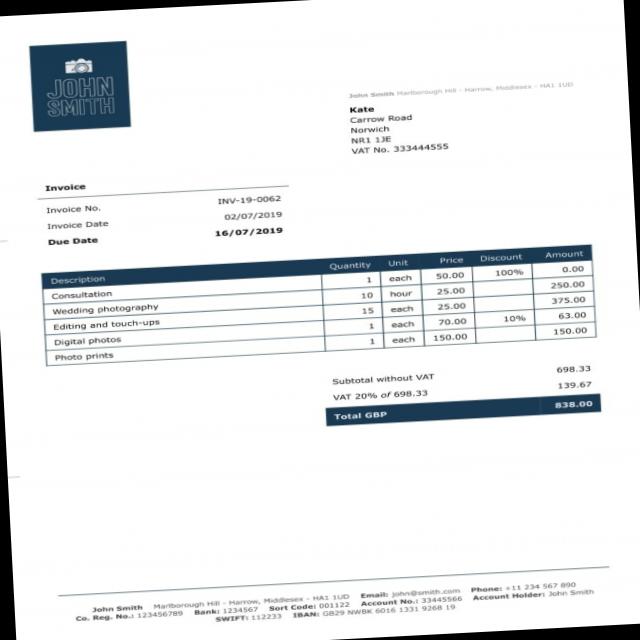 JOHN
SMITH
John Smith Marlborough Hill - Harrow, Middlesex - HA1 1UD
Kate
Carrow Road
Norwich
NR1 1JE
VAT No. 333444555
Invoice
Invoice No. INV-19-0062
Invoice Date 02/07/2019
Due Date 16/07/2019
Description Quantity Unit Price Discount Amount
Consultation 1 each 50.00 100% 0.00
Wedding photography 10 hour 25.00 250.00
Editing and touch-ups 15 each 25.00 375.00
Digital photos 1 each 70.00 10% 63.00
Photo prints 1 each 150.00 150.00
Subtotal without VAT 698.33
VAT 20% of 698.33 139.67
Total GBP 838.00
John Smith Marlborough Hill - Harrow, Middlesex - HA1 1UD Email: john@smith.com Phone: +11 234 567 890
Co. Reg. No.: 123456789 Bank: 1234567 Sort Code: 001122 Account No.: 33445566 Account Holder: John Smith
SWIFT: 112233 IBAN: GB29 NWBK 6016 1331 9268 19